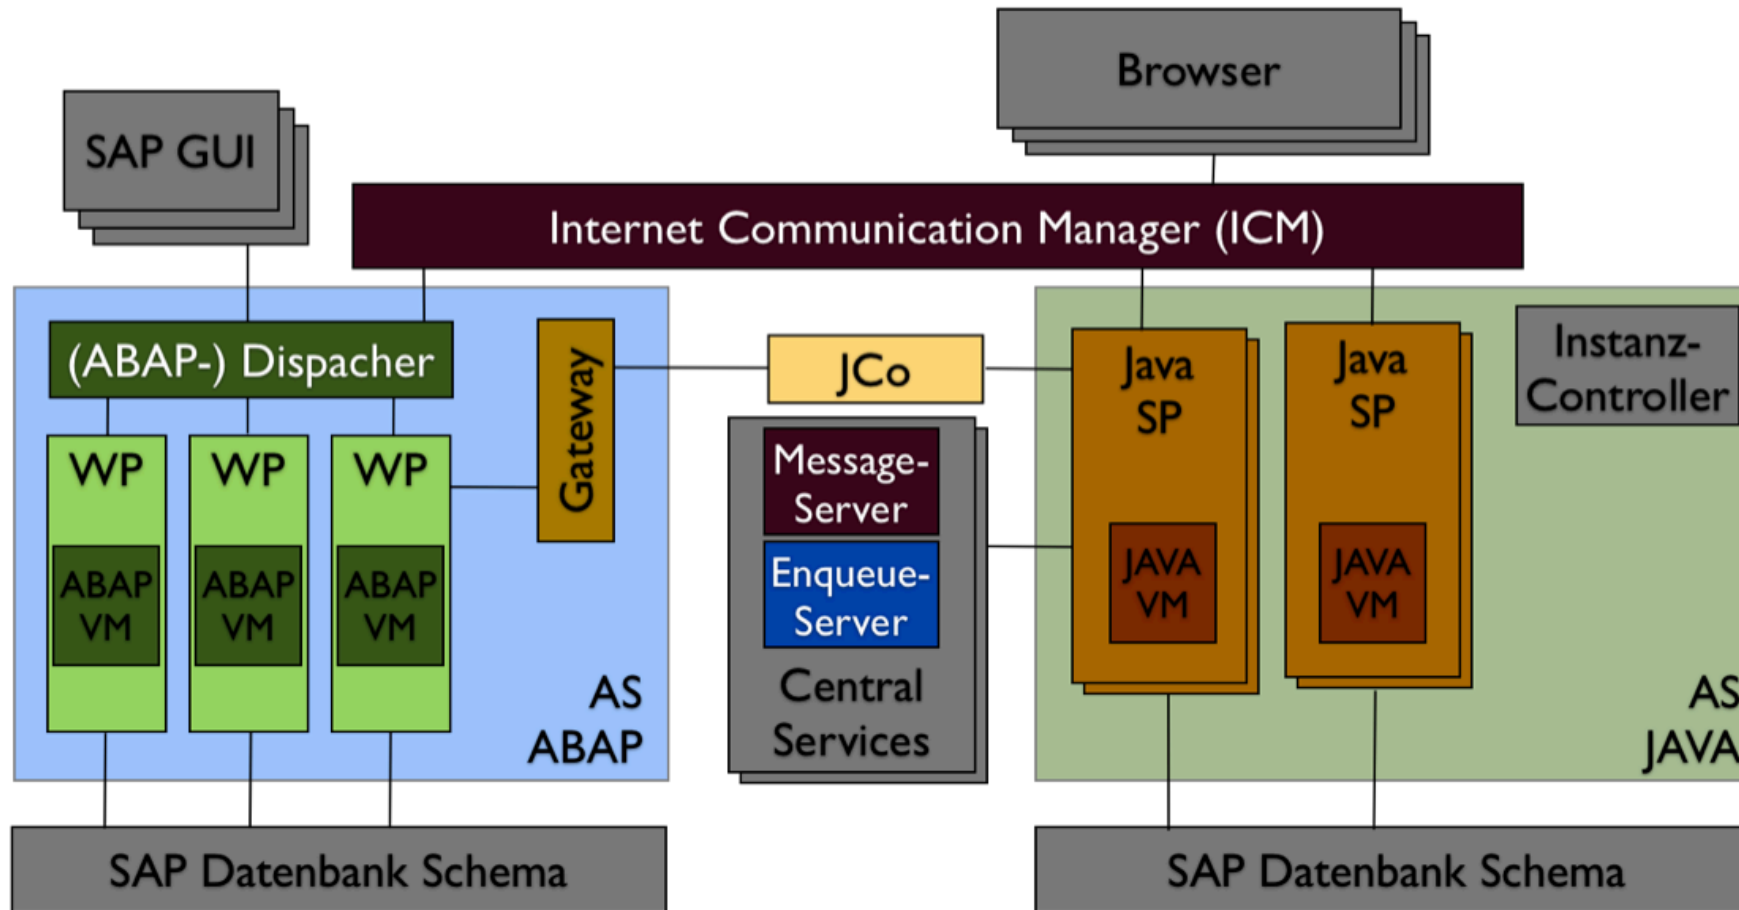 Browser
SAP GUI
Internet Communication Manager (ICM)
(ABAP-) Dispacher
WP
WP
WP
ABAP
VM
ABAP
VM
ABAP
VM
Gateway
AS
ABAP
JCo
Message-
Server
Enqueue-
Server
Central
Services
Java
SP
JAVA
VM
Java
SP
JAVA
VM
Instanz-
Controller
AS
JAVA
SAP Datenbank Schema
SAP Datenbank Schema